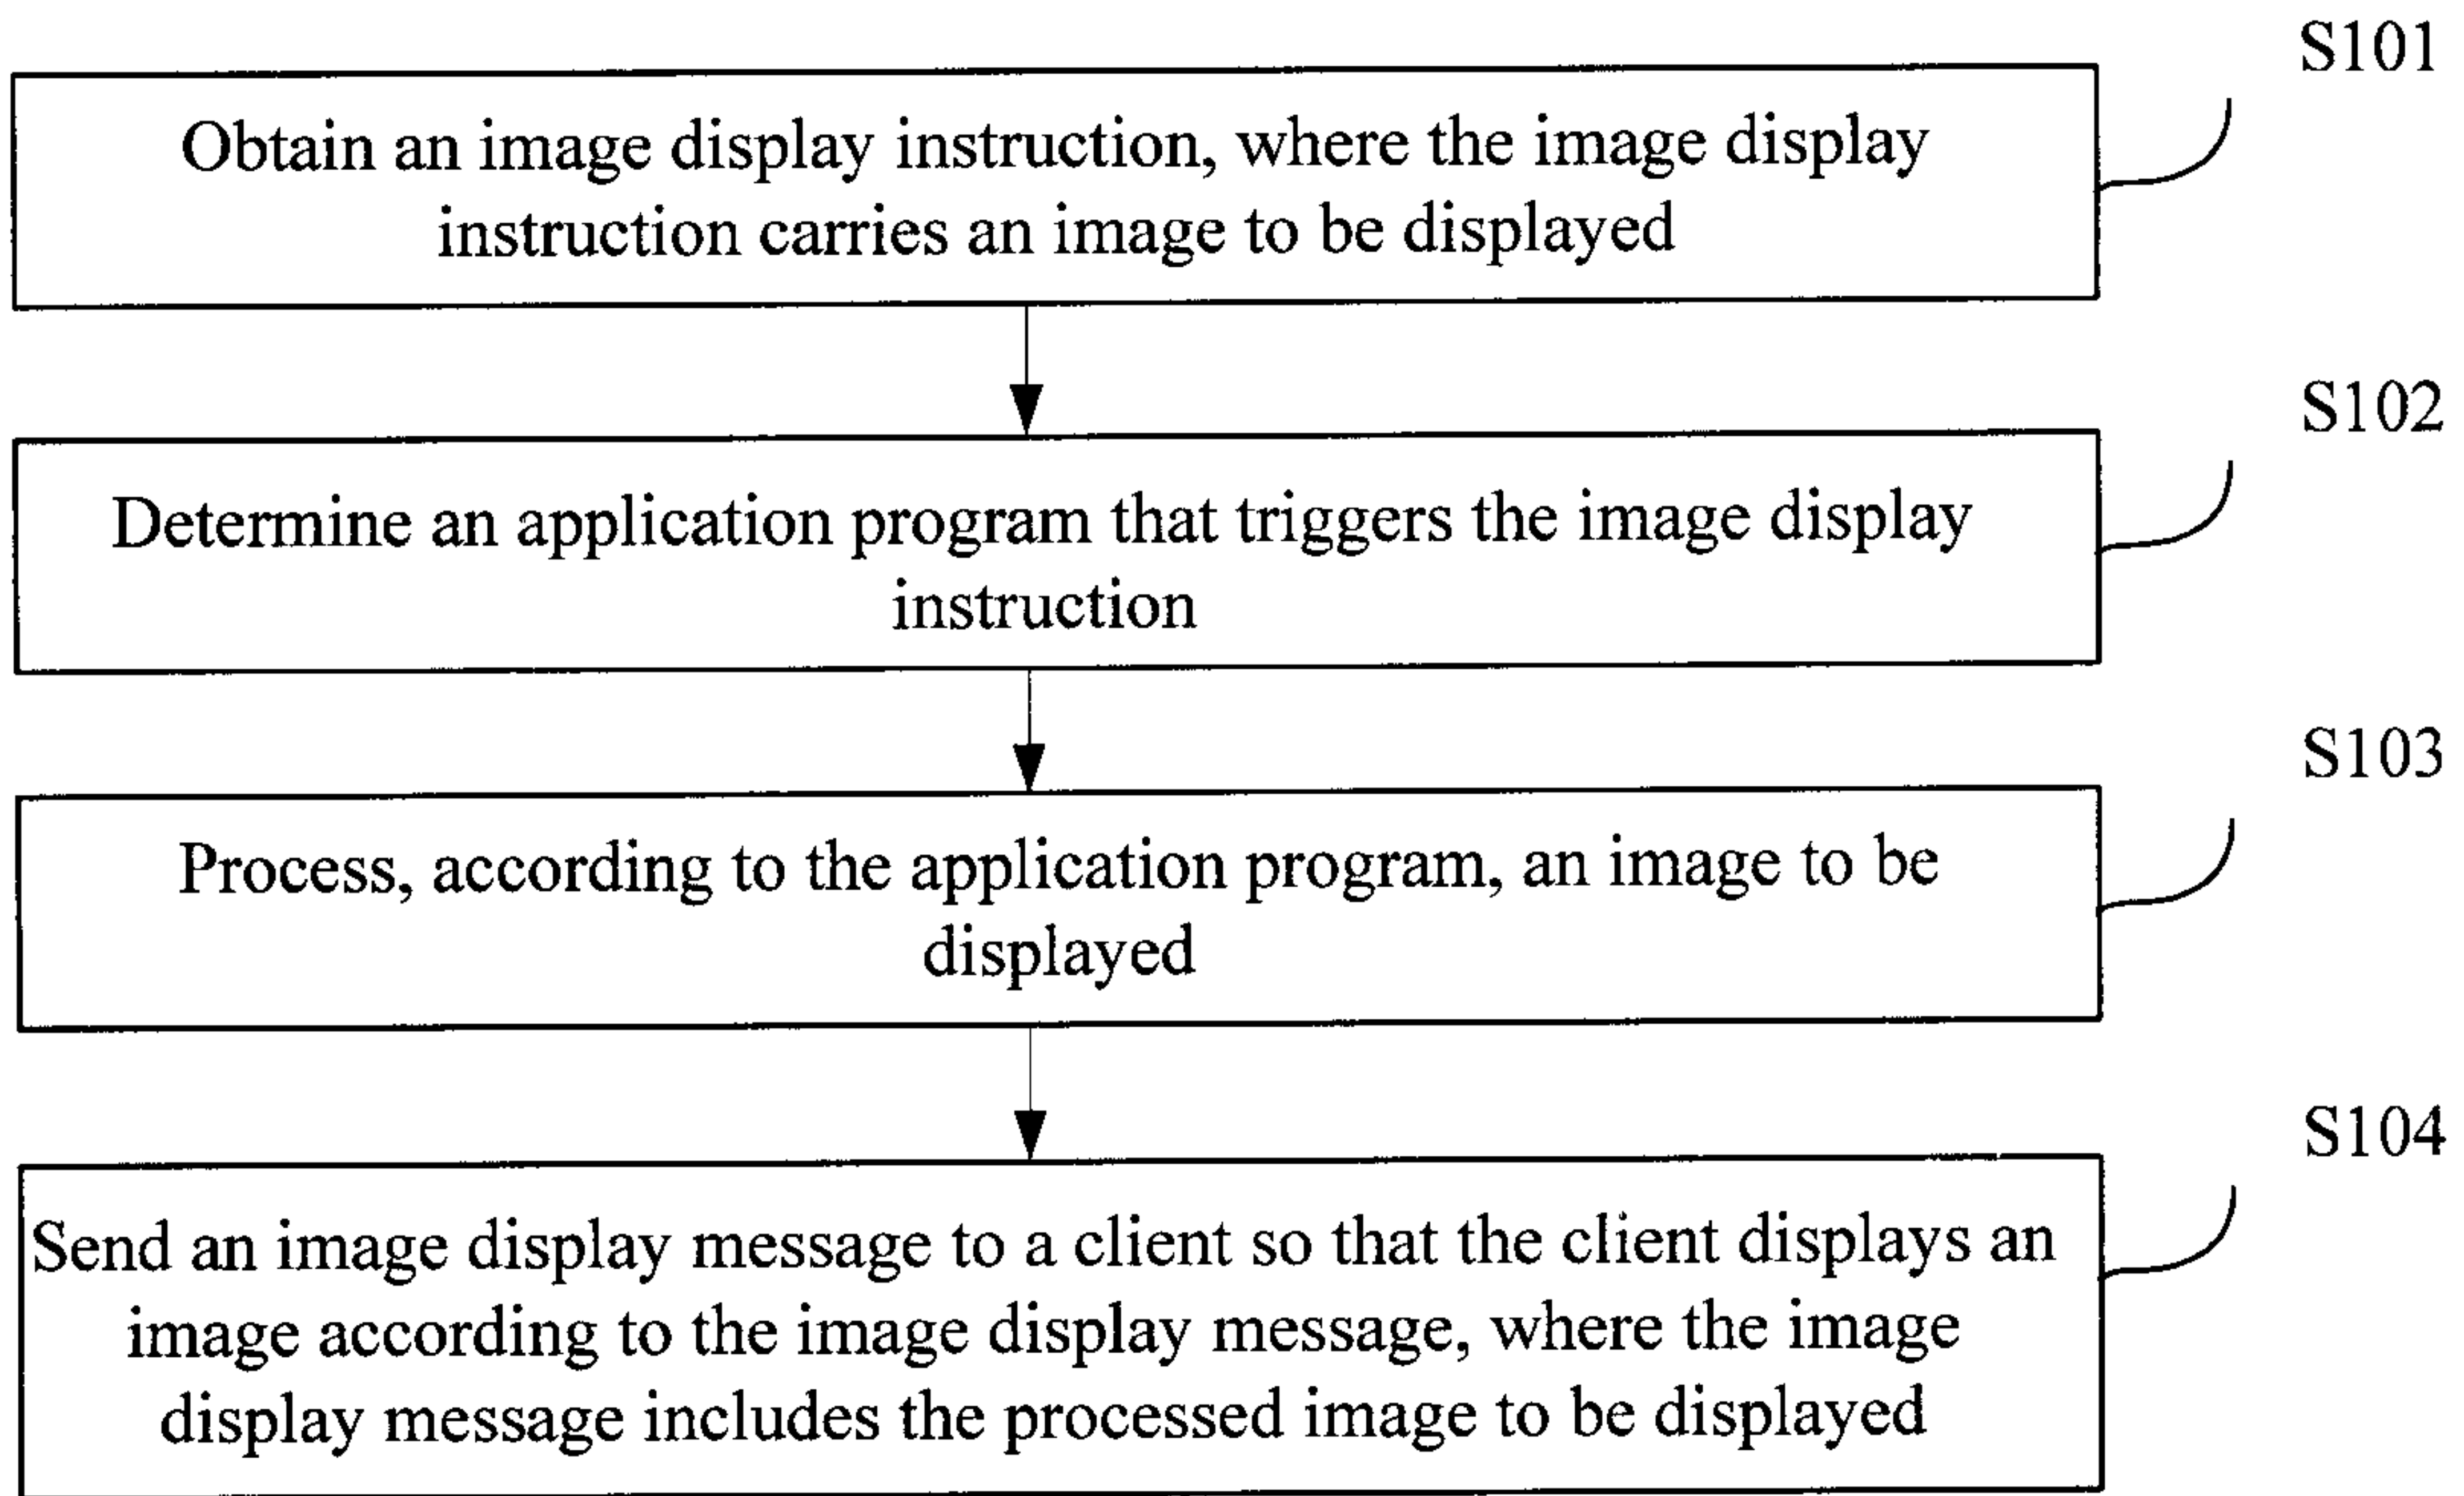 S101
Obtain an image display instruction, where the image display
instruction carries an image to be displayed
S102
Determine an application program that triggers the image display
instruction
S103
Process, according to the application program, an image to be
displayed
S104
Send an image display message to a client so that the client displays an
image according to the image display message, where the image
display message includes the processed image to be displayed